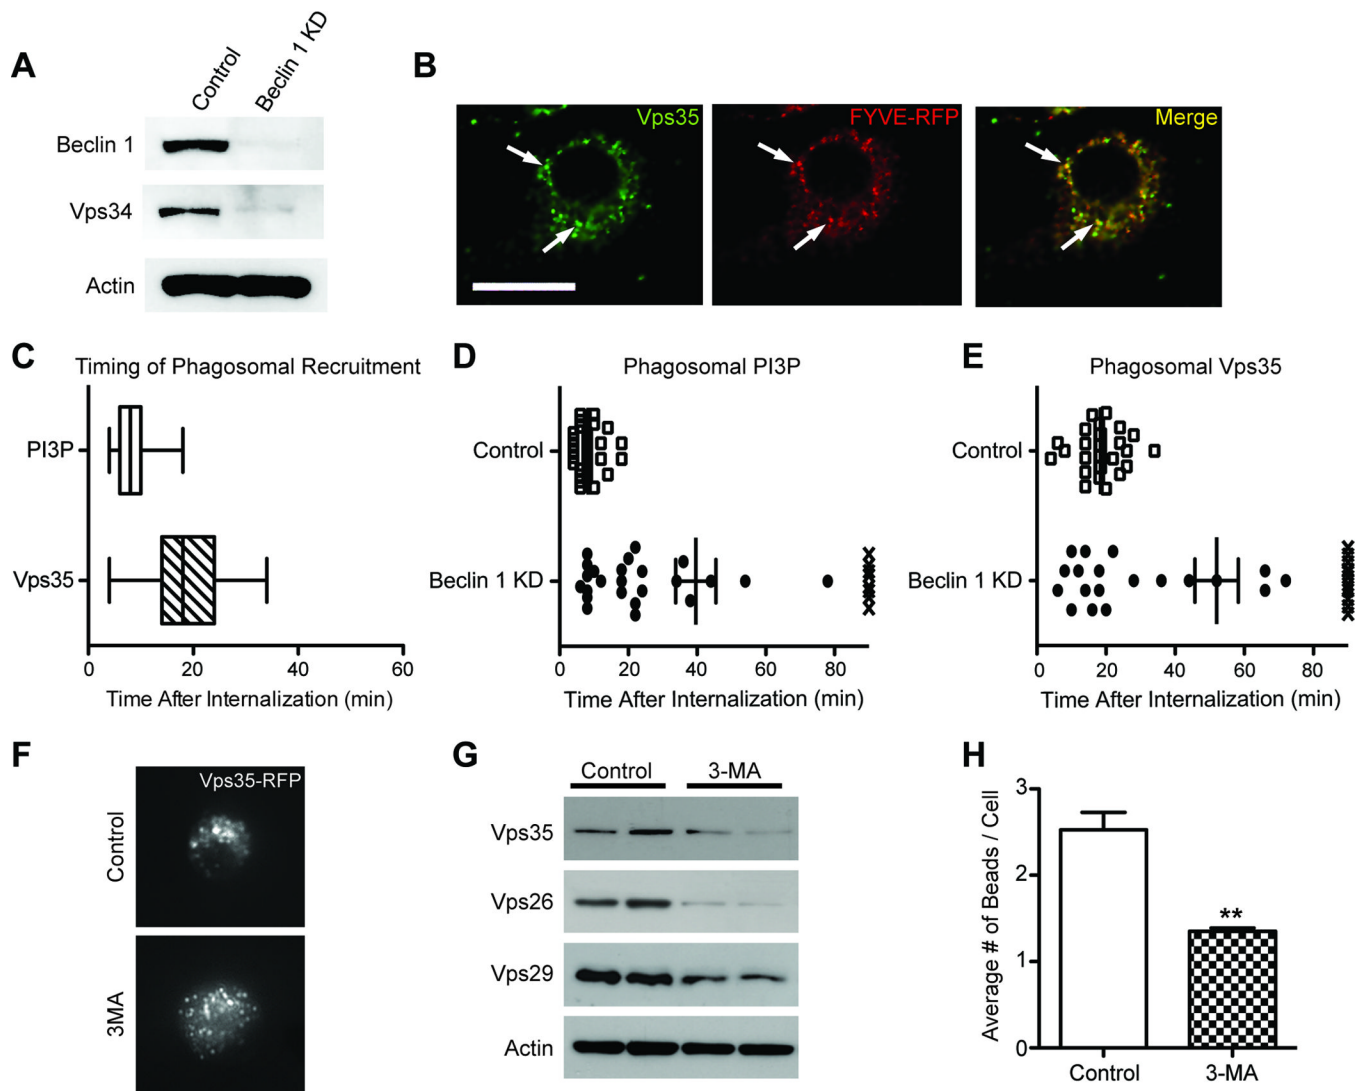 A
Control
Beclin 1 KD
Beclin 1
Vps34
Actin
B
Vps35
FYVE-RFP
Merge
C
Timing of Phagosomal Recruitment
PI3P
Vps35
0
20
40
60
Time After Internalization (min)
D
Phagosomal PI3P
Control
Beclin 1 KD
0
20
40
60
80
Time After Internalization (min)
E
Phagosomal Vps35
Control
Beclin 1 KD
0
20
40
60
80
Time After Internalization (min)
F
Vps35-RFP
Control
3MA
G
Control
3-MA
Vps35
Vps26
Vps29
Actin
H
Average # of Beads / Cell
3
2
1
0
**
Control
3-MA